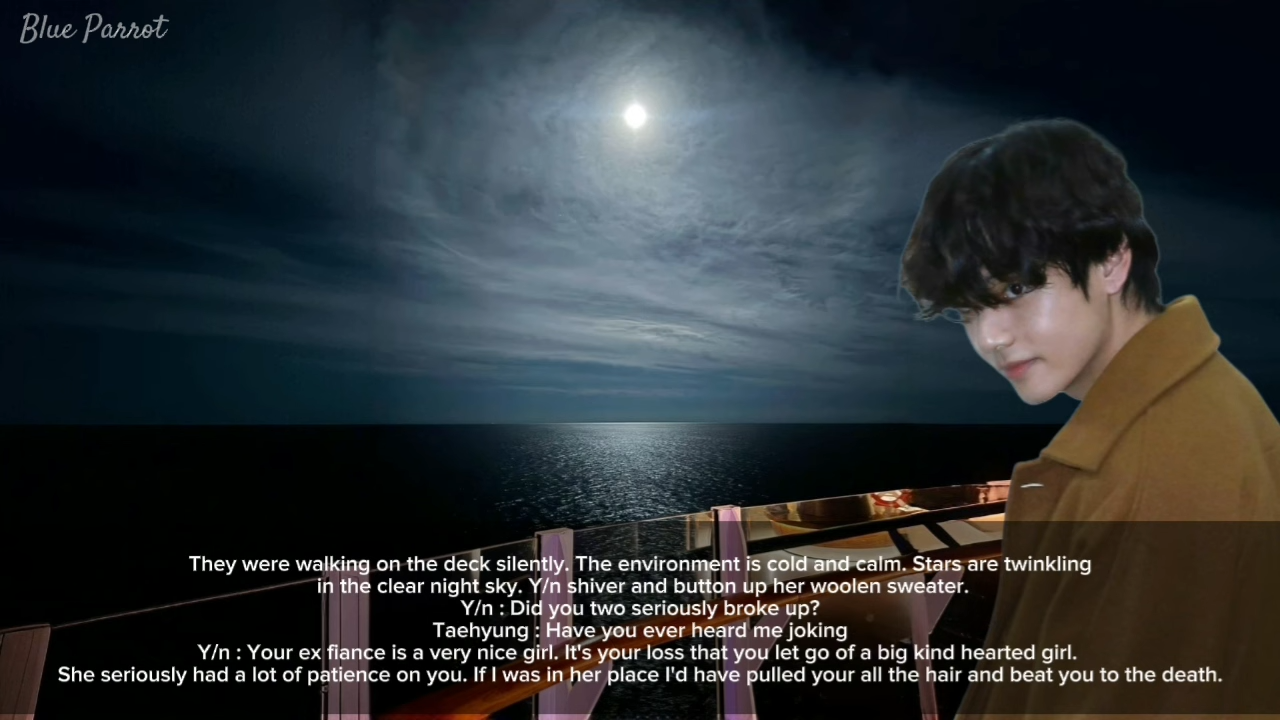 Blue Parrot
They were walking on the deck silently. The environment is cold and calm. Stars are twinkling
in the clear night sky. Y/n shiver and button up her woolen sweater.
Y/n : Did you two seriously broke up?
Taehyung : Have you ever heard me joking
Y/n : Your ex fiance is a very nice girl. It's your loss that you let go of a big kind hearted girl.
She seriously had a lot of patience on you. If I was in her place I'd have pulled your all the hair and beat you to the death.